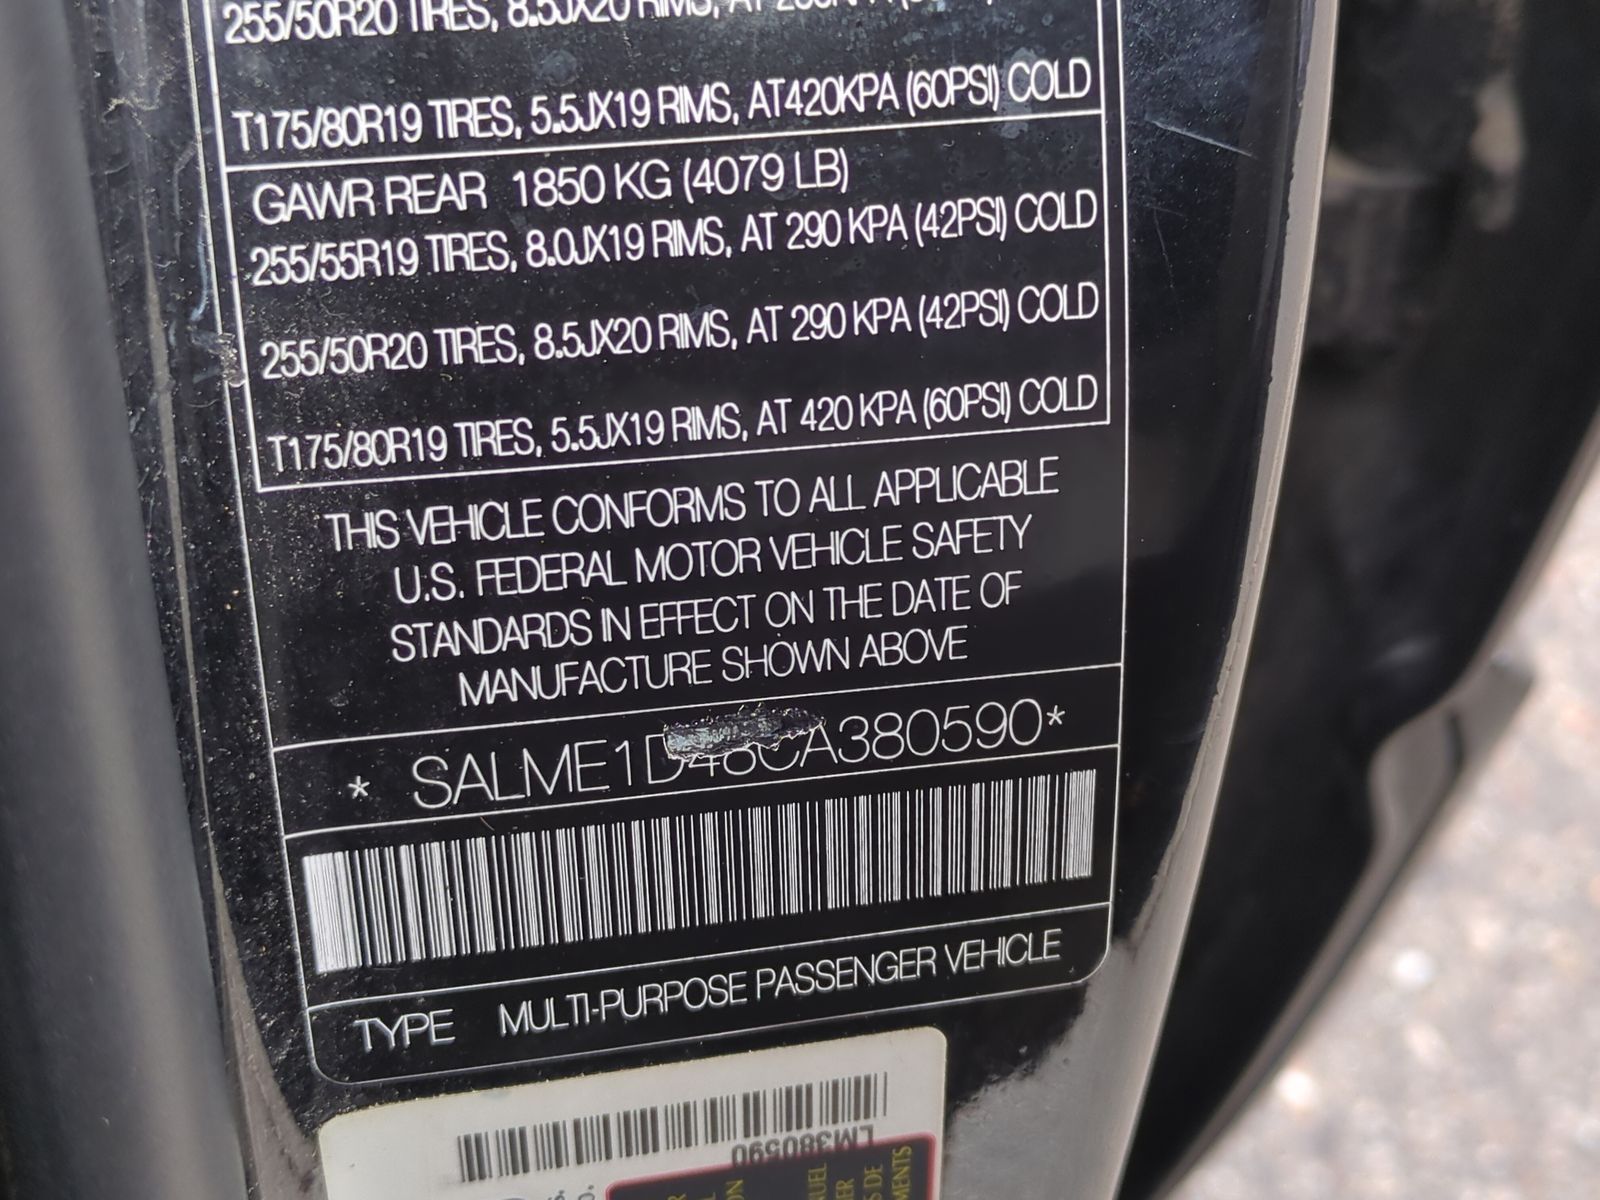 255/50R20 TIRES, 8.5JX20 RIMS, AT
T175/80R19 TIRES, 5.5JX19 RIMS, AT420KPA (60PSI) COLD
GAWR REAR 1850 KG (4079 LB)
255/55R19 TIRES, 8.0JX19 RIMS, AT 290 KPA (42PSI) COLD
255/50R20 TIRES, 8.5JX20 RIMS, AT 290 KPA (42PSI) COLD
T175/80R19 TIRES, 5.5JX19 RIMS, AT 420 KPA (60PSI) COLD
THIS VEHICLE CONFORMS TO ALL APPLICABLE
U.S. FEDERAL MOTOR VEHICLE SAFETY
STANDARDS IN EFFECT ON THE DATE OF
MANUFACTURE SHOWN ABOVE
* SALME1D48CA380590*
TYPE MULTI-PURPOSE PASSENGER VEHICLE
LM380590